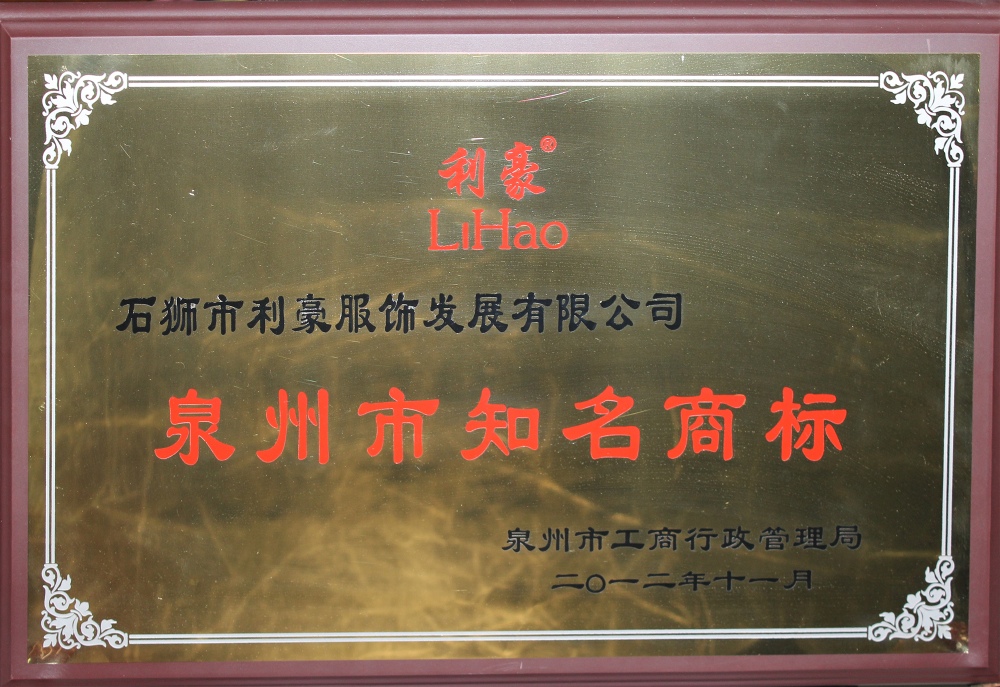 利豪®
LiHao
石狮市利豪服饰发展有限公司
泉州市知名商标
泉州市工商行政管理局
二〇一二年十一月